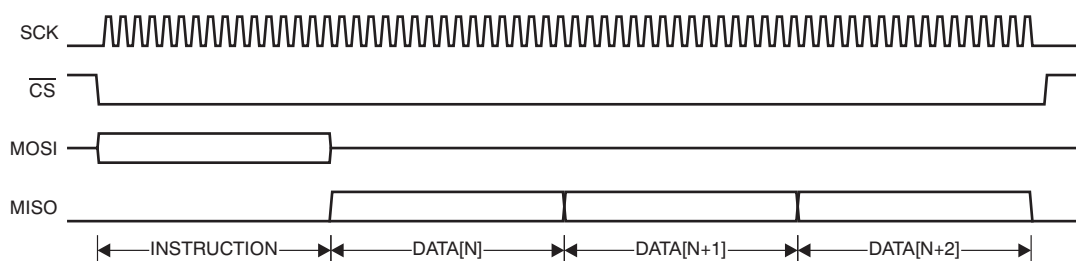 SCK
CS
MOSI
MISO
INSTRUCTION DATA[N] DATA[N+1] DATA[N+2]